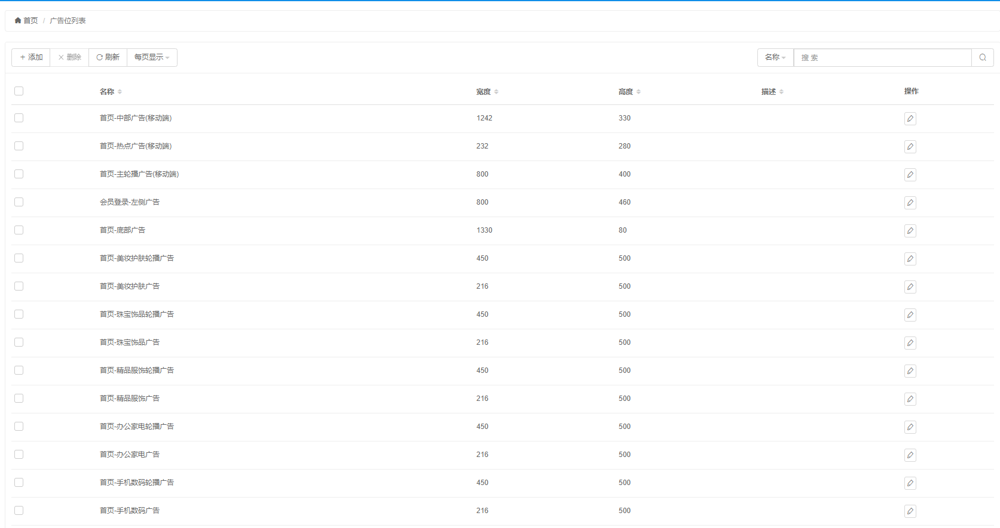 首页 / 广告位列表
添加 删除 刷新 每页显示 名称 搜 索
名称 宽度 高度 描述 操作
首页-中部广告(移动端) 1242 330
首页-热点广告(移动端) 232 280
首页-主轮播广告(移动端) 800 400
会员登录-左侧广告 800 460
首页-底部广告 1330 80
首页-美妆护肤轮播广告 450 500
首页-美妆护肤广告 216 500
首页-珠宝饰品轮播广告 450 500
首页-珠宝饰品广告 216 500
首页-精品服饰轮播广告 450 500
首页-精品服饰广告 216 500
首页-办公家电轮播广告 450 500
首页-办公家电广告 216 500
首页-手机数码轮播广告 450 500
首页-手机数码广告 216 500